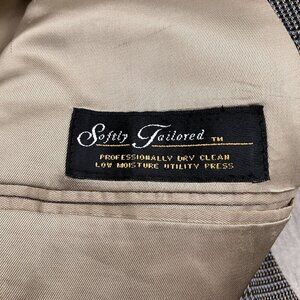 Softly Tailored TM
PROFESSIONALLY DRY CLEAN
LOW MOISTURE UTILITY PRESS